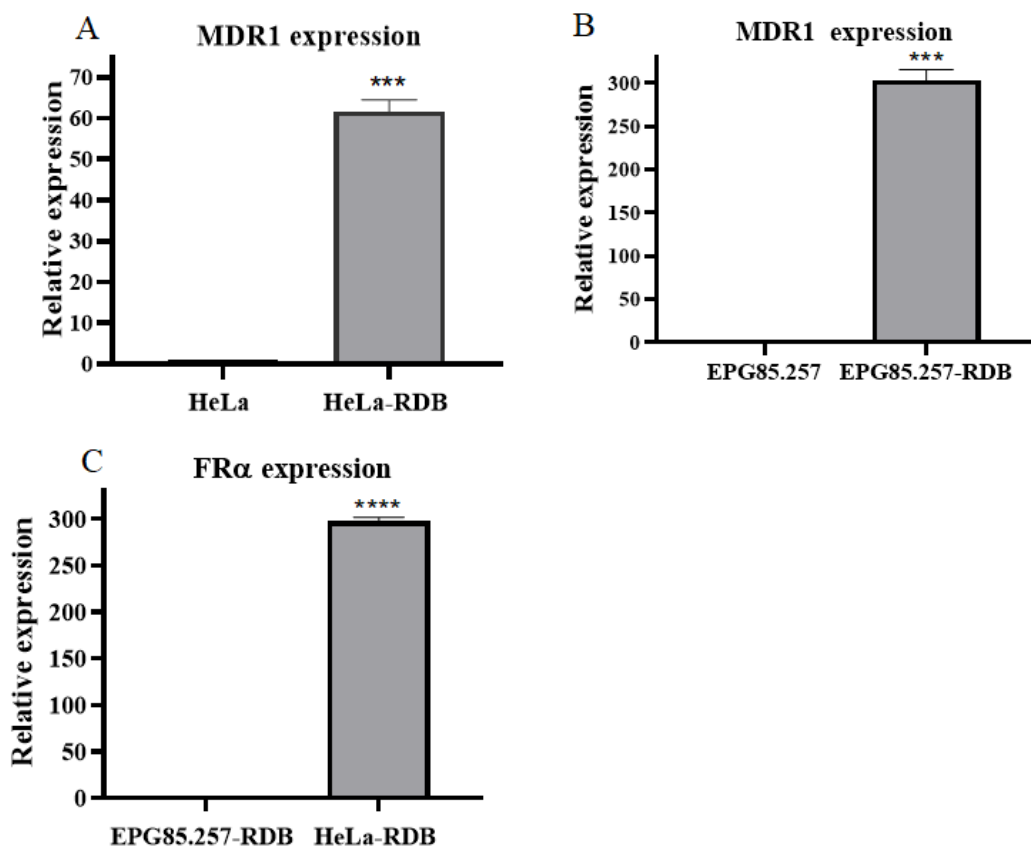 A
MDR1 expression
Relative expression
70
60
50
40
30
20
10
0
***
HeLa
HeLa-RDB
B
MDR1 expression
Relative expression
300
250
200
150
100
50
0
***
EPG85.257
EPG85.257-RDB
C
FRα expression
Relative expression
300
250
200
150
100
50
0
****
EPG85.257-RDB
HeLa-RDB